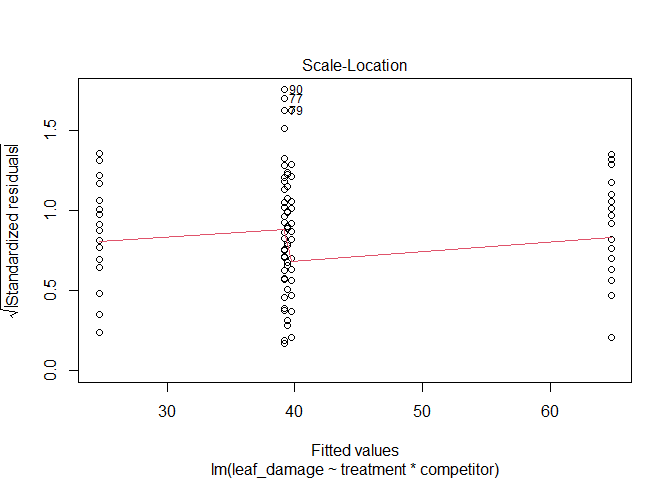 Scale-Location
90
77
79
√|Standardized residuals|
0.0 0.5 1.0 1.5
30 40 50 60
Fitted values
lm(leaf_damage ~ treatment * competitor)